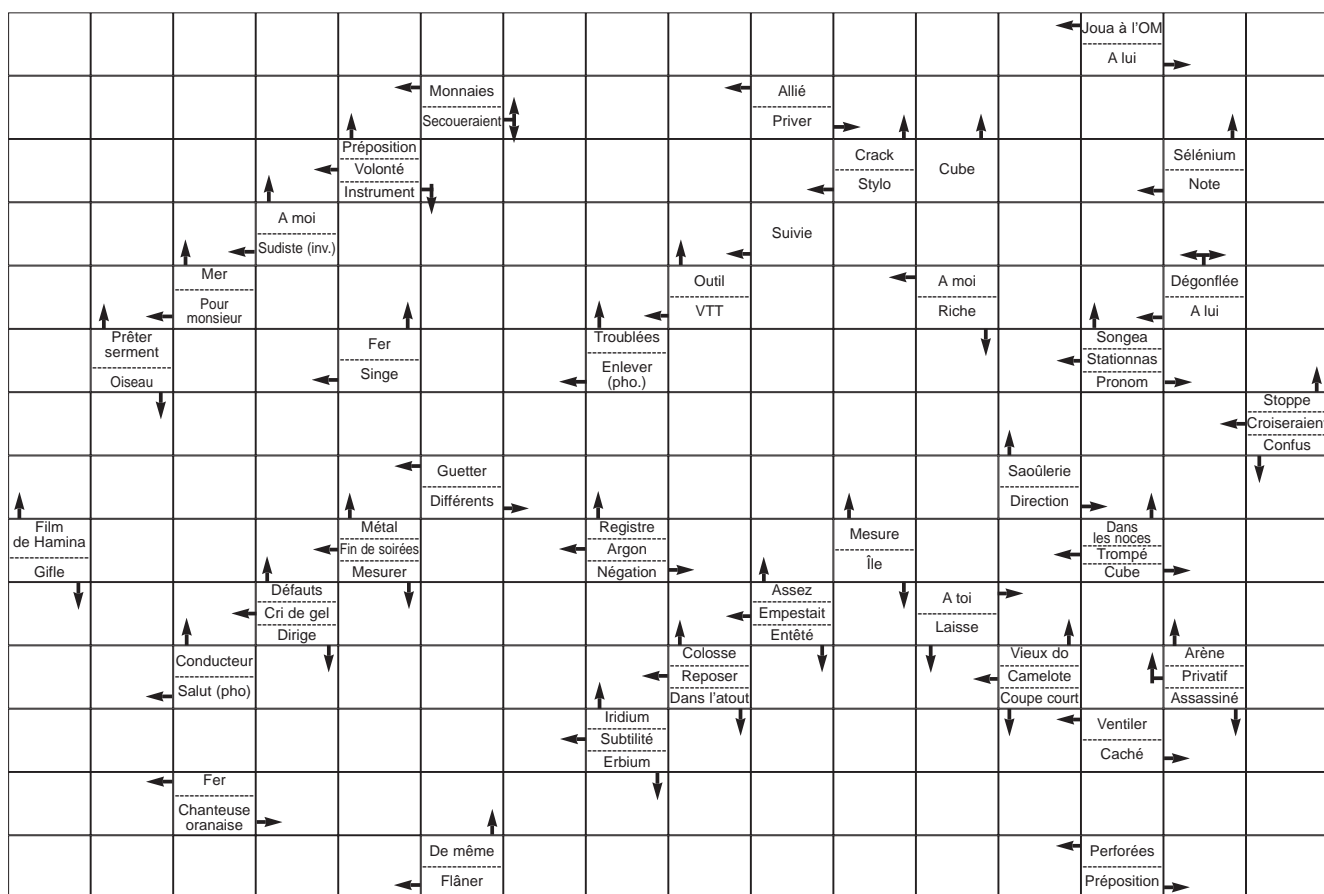 Joua à l'OM
A lui
Monnaies
Secoueraient
Allié
Priver
Préposition
Volonté
Instrument
Crack
Stylo
Cube
Sélénium
Note
A moi
Sudiste (inv.)
Suivie
Mer
Pour
monsieur
Outil
VTT
A moi
Riche
Dégonflée
A lui
Prêter
serment
Oiseau
Fer
Singe
Troublées
Enlever
(pho.)
Songea
Stationnas
Pronom
Stoppe
Croiseraient
Confus
Guetter
Différents
Saoûlerie
Direction
Film
de Hamina
Gifle
Métal
Fin de soirées
Mesurer
Registre
Argon
Négation
Mesure
Île
Dans
les noces
Trompé
Cube
Défauts
Cri de gel
Dirige
Assez
Empestait
Entêté
A toi
Laisse
Conducteur
Salut (pho)
Colosse
Reposer
Dans l'atout
Vieux do
Camelote
Coupe court
Arène
Privatif
Assassiné
Iridium
Subtilité
Erbium
Ventiler
Caché
Fer
Chanteuse
oranaise
De même
Flâner
Perforées
Préposition